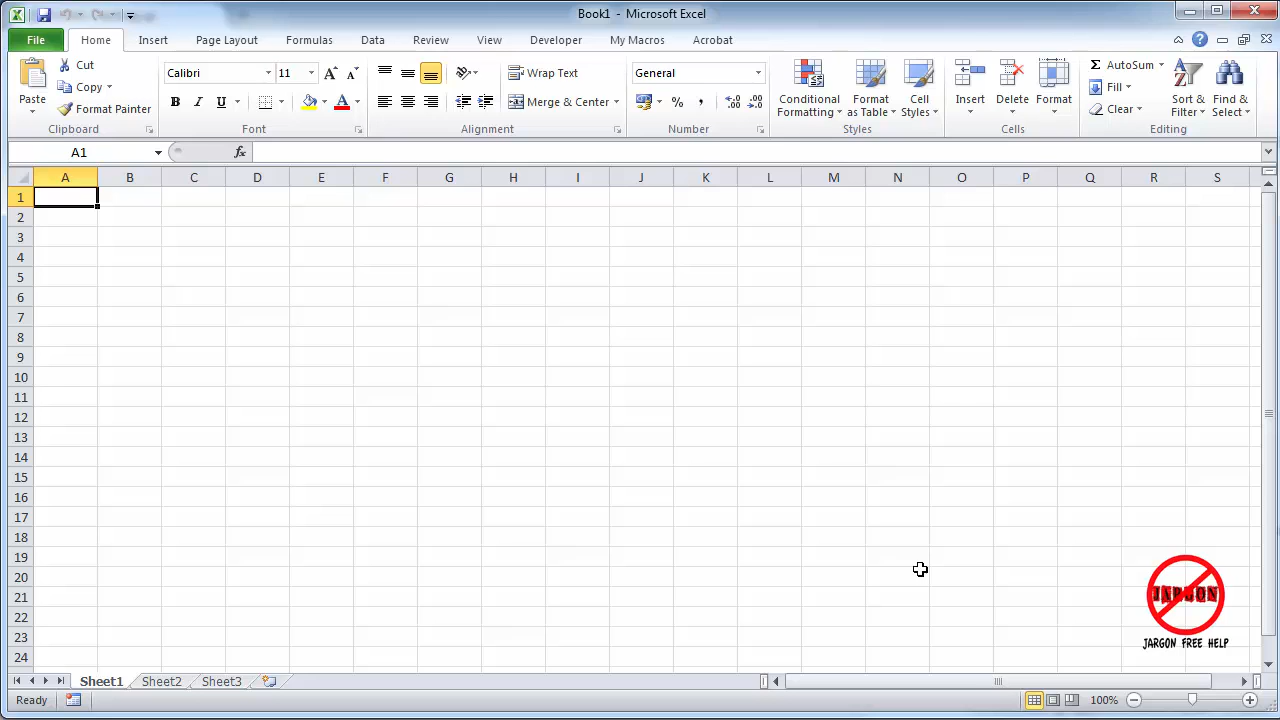 Book1 - Microsoft Excel
File Home Insert Page Layout Formulas Data Review View Developer My Macros Acrobat
Paste
Cut
Copy
Format Painter
Clipboard
Calibri 11
B I U
Font
Wrap Text
Merge & Center
Alignment
General
% ,
Number
Conditional Formatting
Format as Table
Cell Styles
Styles
Insert
Delete
Format
Cells
AutoSum
Fill
Clear
Sort & Filter
Find & Select
Editing
A1 fx
A B C D E F G H I J K L M N O P Q R S
1
2
3
4
5
6
7
8
9
10
11
12
13
14
15
16
17
18
19
20
21
22
23
24
JARGON
JARGON FREE HELP
Sheet1 Sheet2 Sheet3
Ready 100%